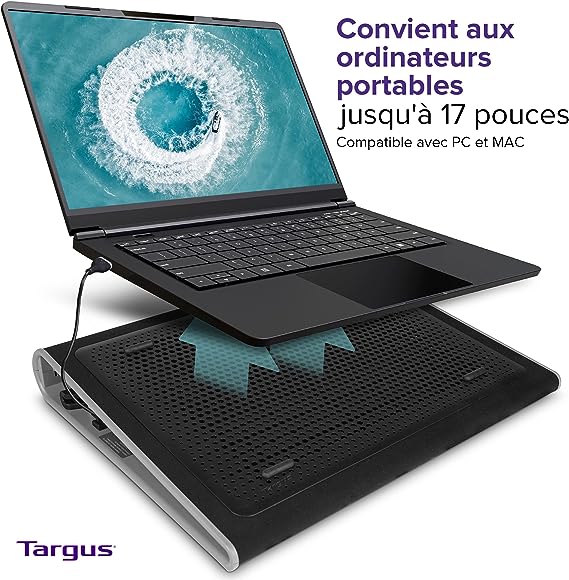 Convient aux
ordinateurs
portables
jusqu'à 17 pouces
Compatible avec PC et MAC
Targus